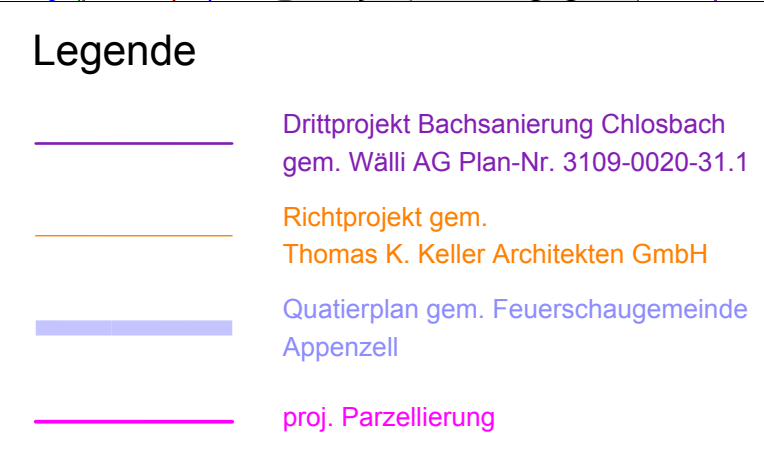 Legende
Drittprojekt Bachsanierung Chlosbach
gem. Wälli AG Plan-Nr. 3109-0020-31.1
Richtprojekt gem.
Thomas K. Keller Architekten GmbH
Quatierplan gem. Feuerschaugemeinde
Appenzell
proj. Parzellierung